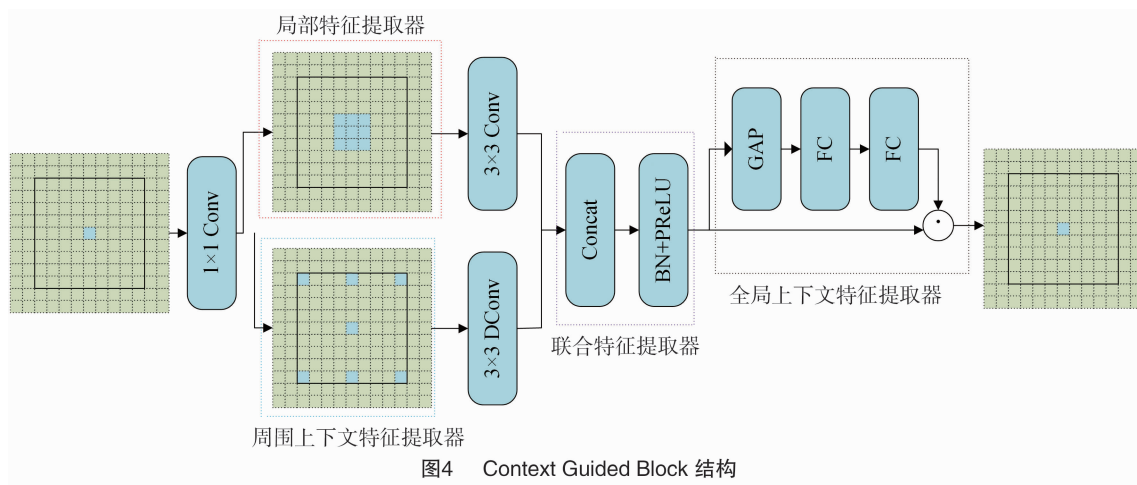 局部特征提取器
1×1 Conv
3×3 Conv
3×3 DConv
周围上下文特征提取器
Concat
BN+PReLU
联合特征提取器
GAP
FC
FC
全局上下文特征提取器
图4 Context Guided Block 结构